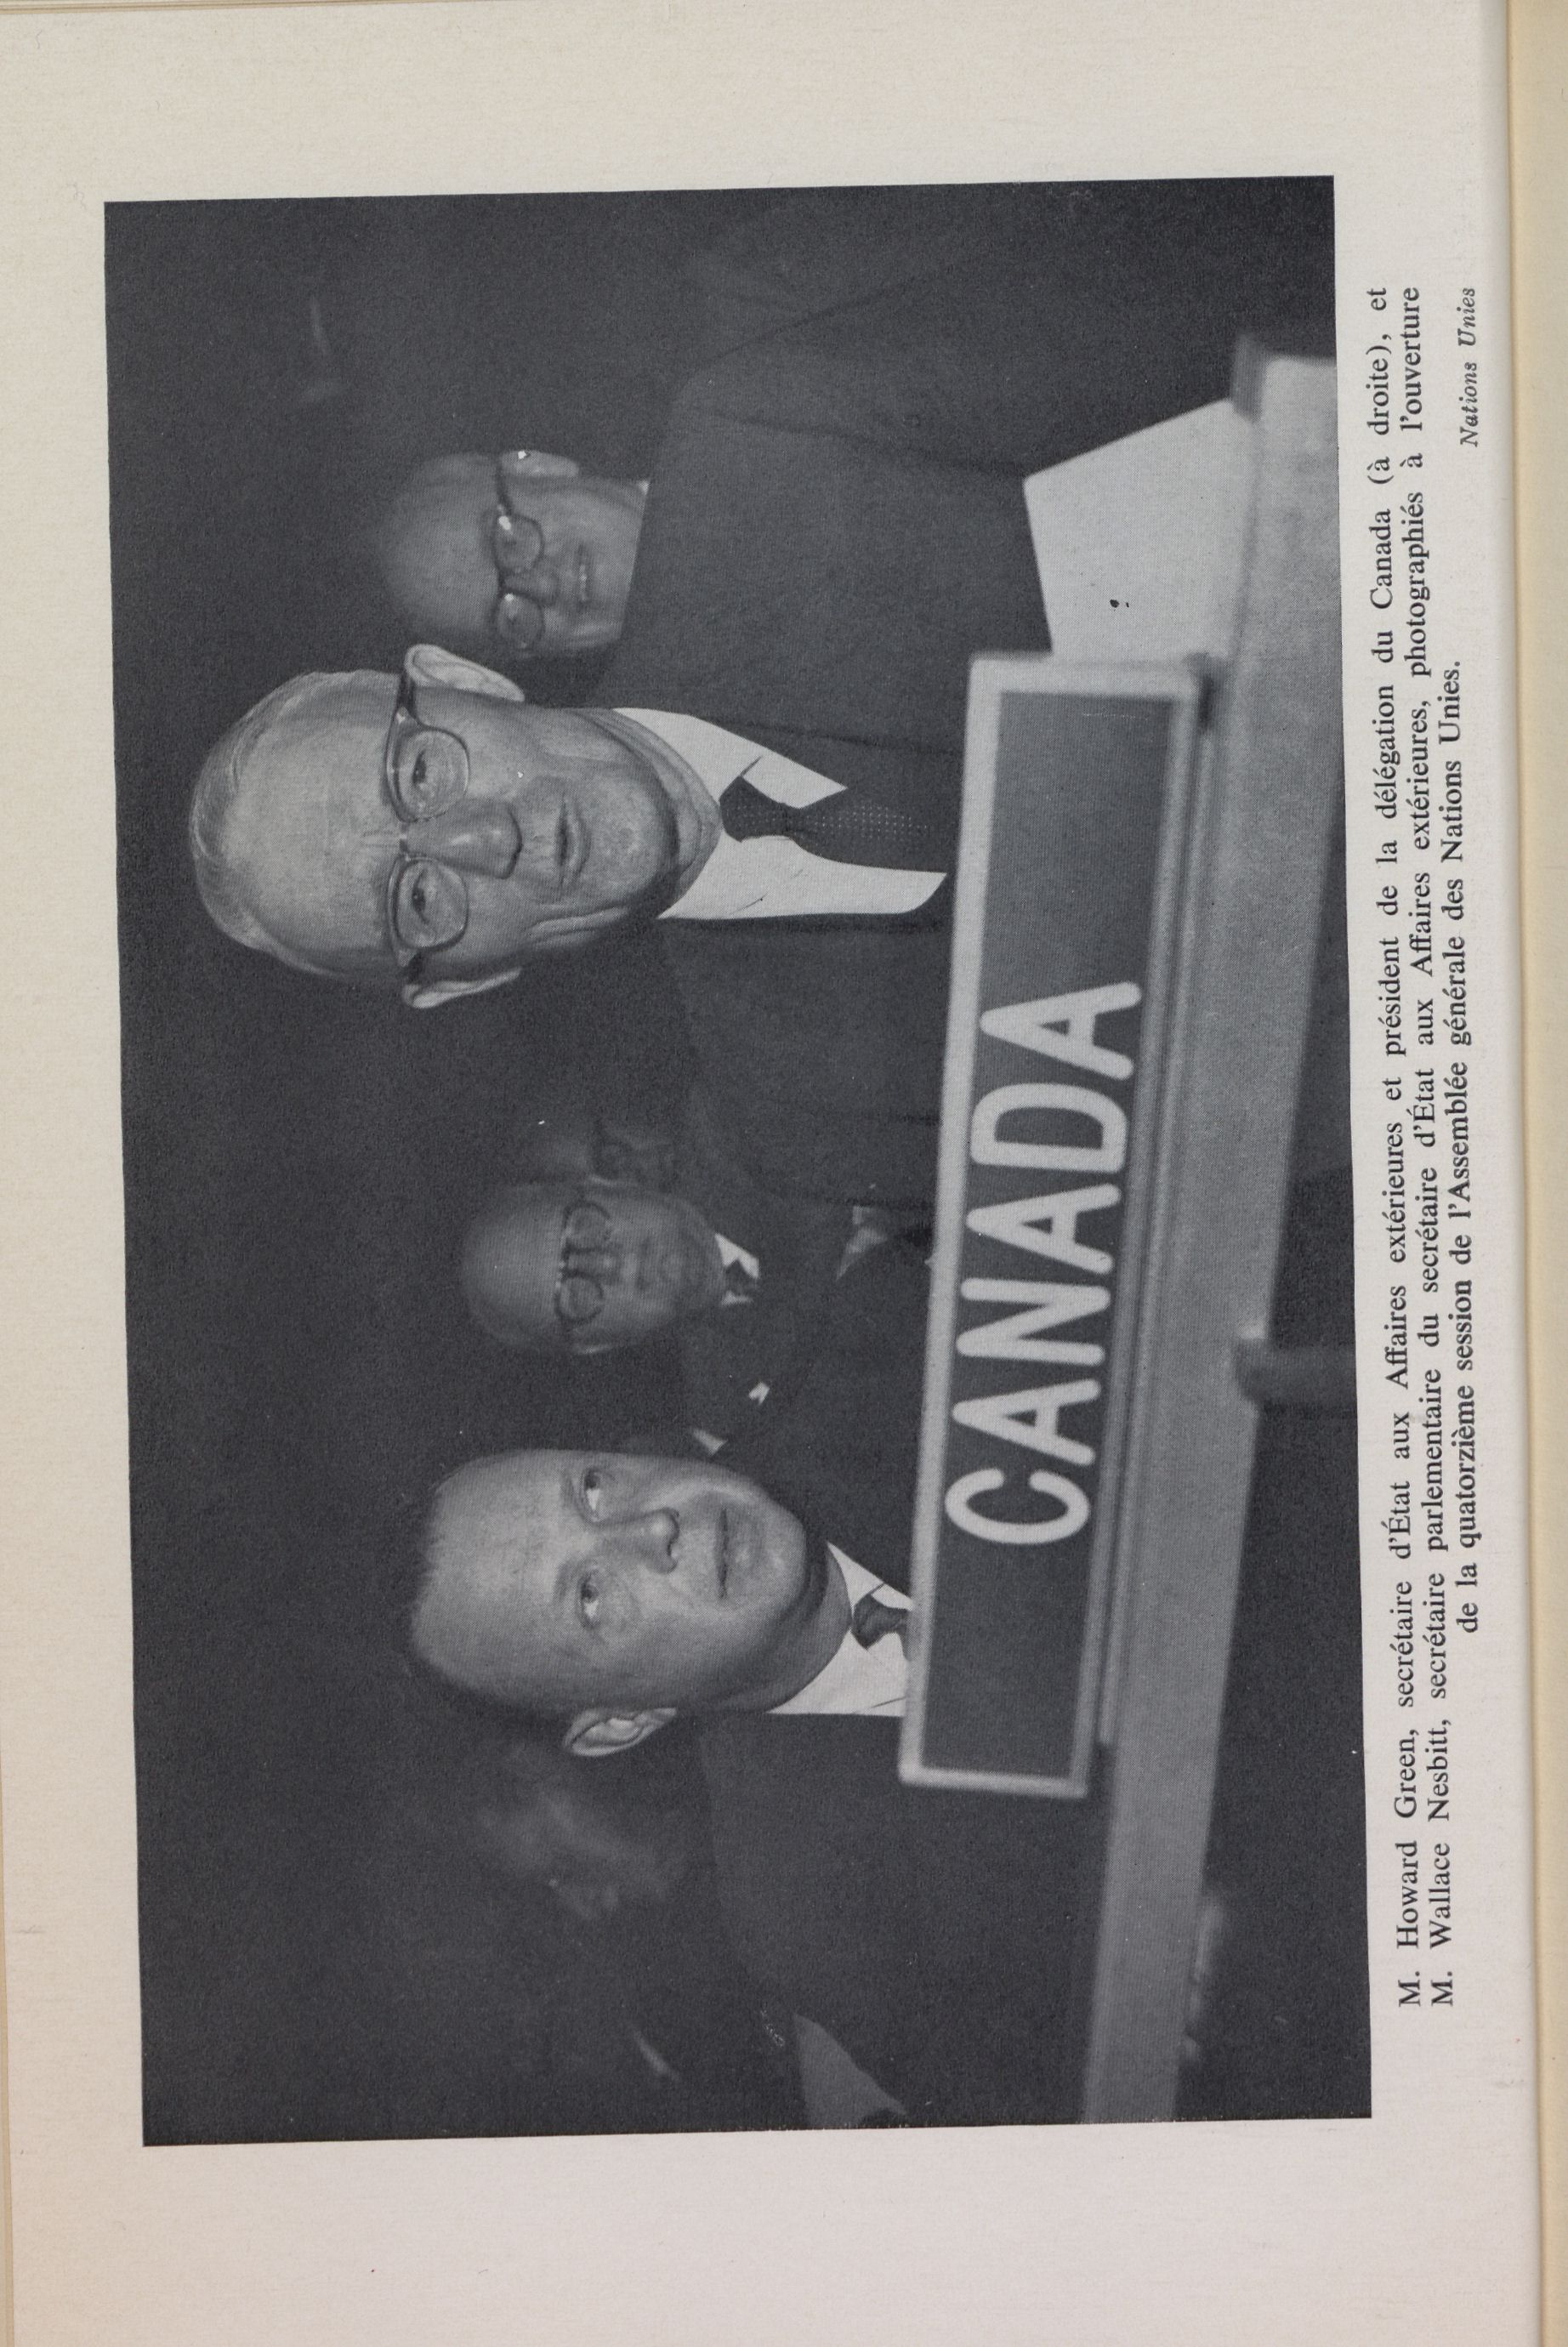 CANADA
M. Howard Green, secrétaire d'État aux Affaires extérieures et président de la délégation du Canada (à droite), et
M. Wallace Nesbitt, secrétaire parlementaire du secrétaire d'État aux Affaires extérieures, photographiés à l'ouverture
de la quatorzième session de l'Assemblée générale des Nations Unies.
Nations Unies